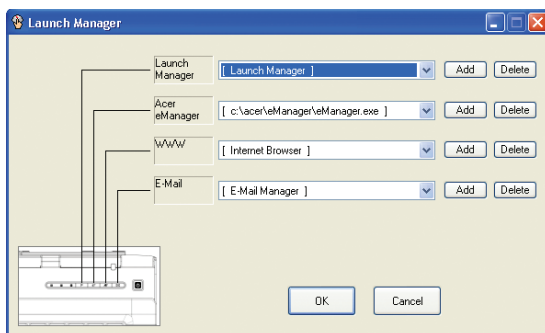 Launch Manager
Launch Manager [ Launch Manager ] Add Delete
Acer eManager [ c:\acer\eManager\eManager.exe ] Add Delete
WWW [ Internet Browser ] Add Delete
E-Mail [ E-Mail Manager ] Add Delete
OK Cancel